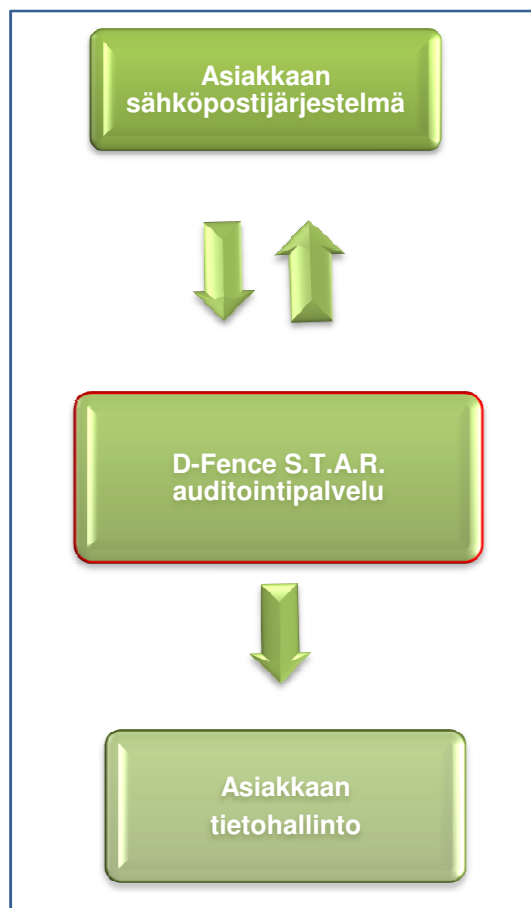 Asiakkaan
sähköpostijärjestelmä
D-Fence S.T.A.R.
auditointipalvelu
Asiakkaan
tietohallinto